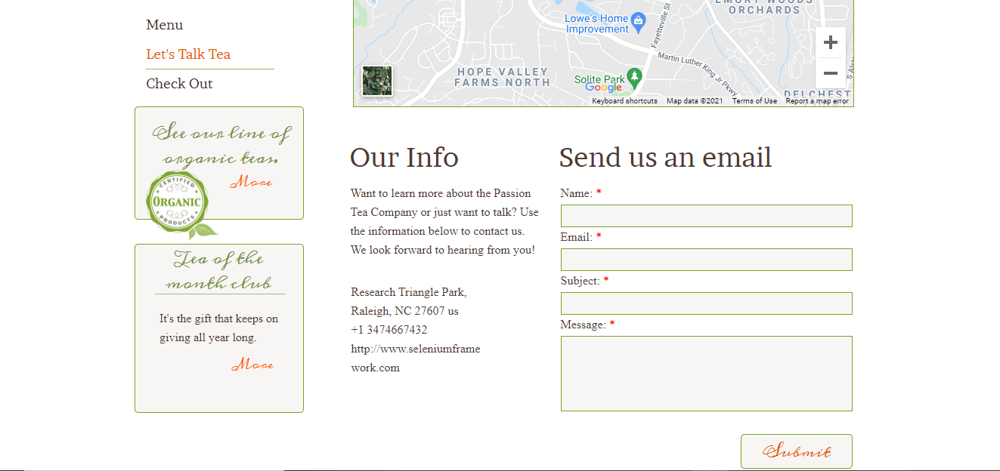 Menu
Let's Talk Tea
Check Out
See our line of
organic teas.
More
CERTIFIED
ORGANIC
PRODUCTS
Tea of the
month club
It's the gift that keeps on
giving all year long.
More
EMORY WOODS
ORCHARDS
Lowe's Home
Improvement
Fayetteville St
Martin Luther King Jr Pkwy
HOPE VALLEY
FARMS NORTH
Solite Park
Google
S Als
DELCHEST
Keyboard shortcuts Map data ©2021 Terms of Use Report a map error
Our Info
Want to learn more about the Passion
Tea Company or just want to talk? Use
the information below to contact us.
We look forward to hearing from you!
Research Triangle Park,
Raleigh, NC 27607 us
+1 3474667432
http://www.seleniumframe
work.com
Send us an email
Name: *
Email: *
Subject: *
Message: *
Submit